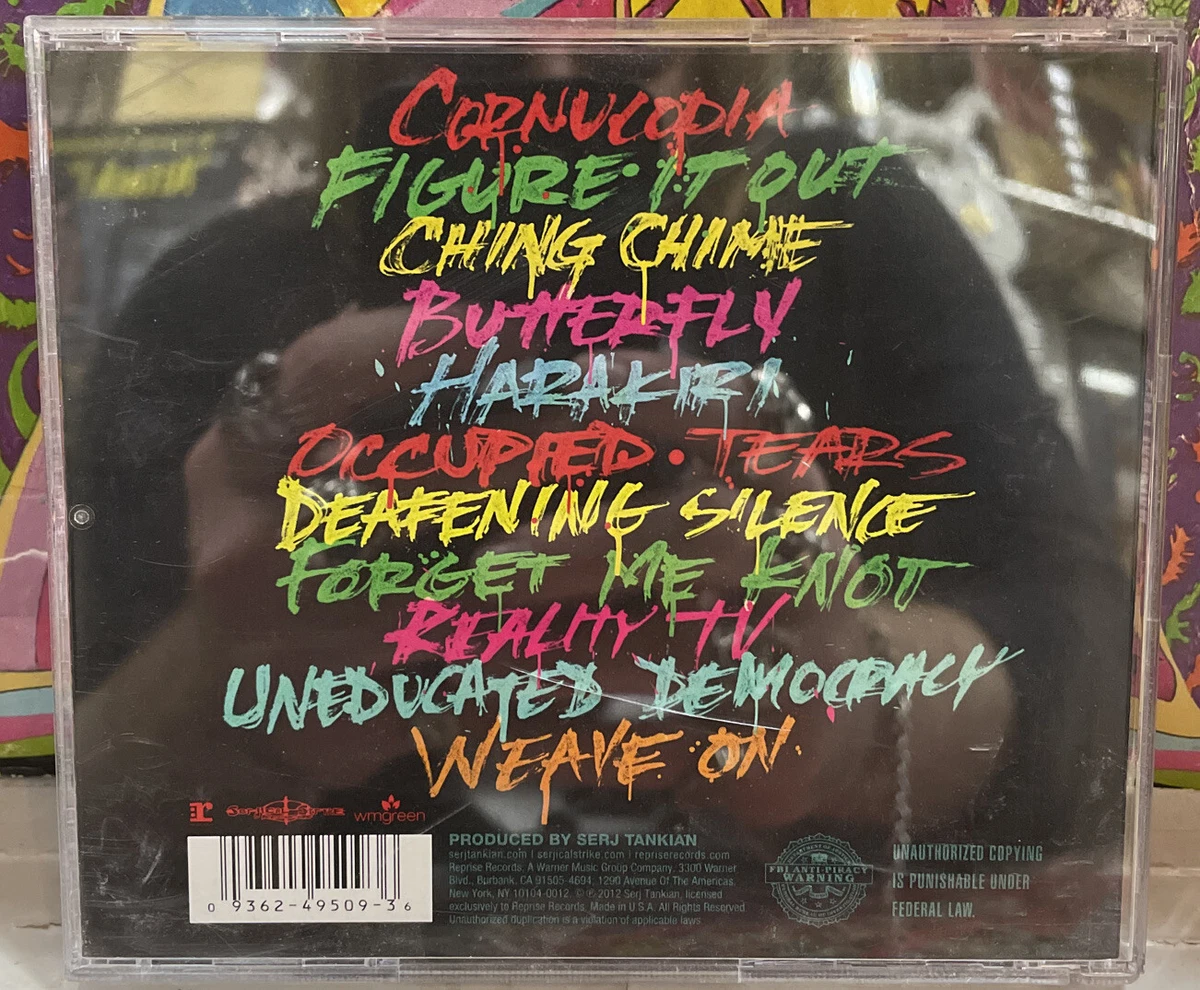 CORNUCOPIA
FIGURE·IT OUT
CHING CHIME
BUTTERFLY
HARAKIRI
OCCUPIED·TEARS
DEAFENING SILENCE
FORGET ME KNOT
REALITY TV
UNEDUCATED DEMOCRACY
WEAVE ON
r
SERJICAL STRIKE
wmgreen
PRODUCED BY SERJ TANKIAN
serjtankian.com | serjicalstrike.com | repriserecords.com
Reprise Records, A Warner Music Group Company, 3300 Warner
Blvd., Burbank, CA 91505-4694, 1290 Avenue Of The Americas,
New York, NY 10104-0012. ©℗ 2012 Serj Tankian, licensed
exclusively to Reprise Records, Made in U.S.A. All Rights Reserved
Unauthorized duplication is a violation of applicable laws
0 9362-49509-3 6
FBI ANTI-PIRACY
WARNING
UNAUTHORIZED COPYING
IS PUNISHABLE UNDER
FEDERAL LAW.